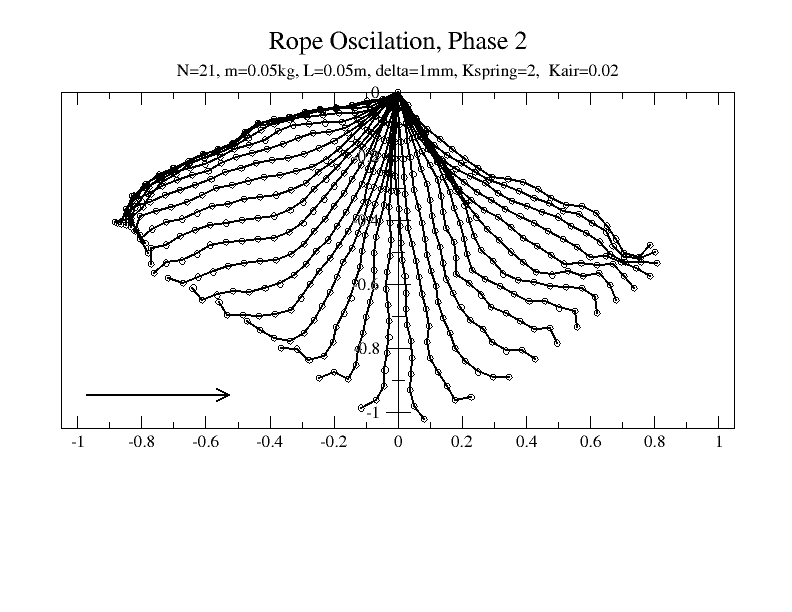 Rope Oscilation, Phase 2
N=21, m=0.05kg, L=0.05m, delta=1mm, Kspring=2, Kair=0.02
0
0.6
0.8
-1
-1 -0.8 -0.6 -0.4 -0.2 0 0.2 0.4 0.6 0.8 1